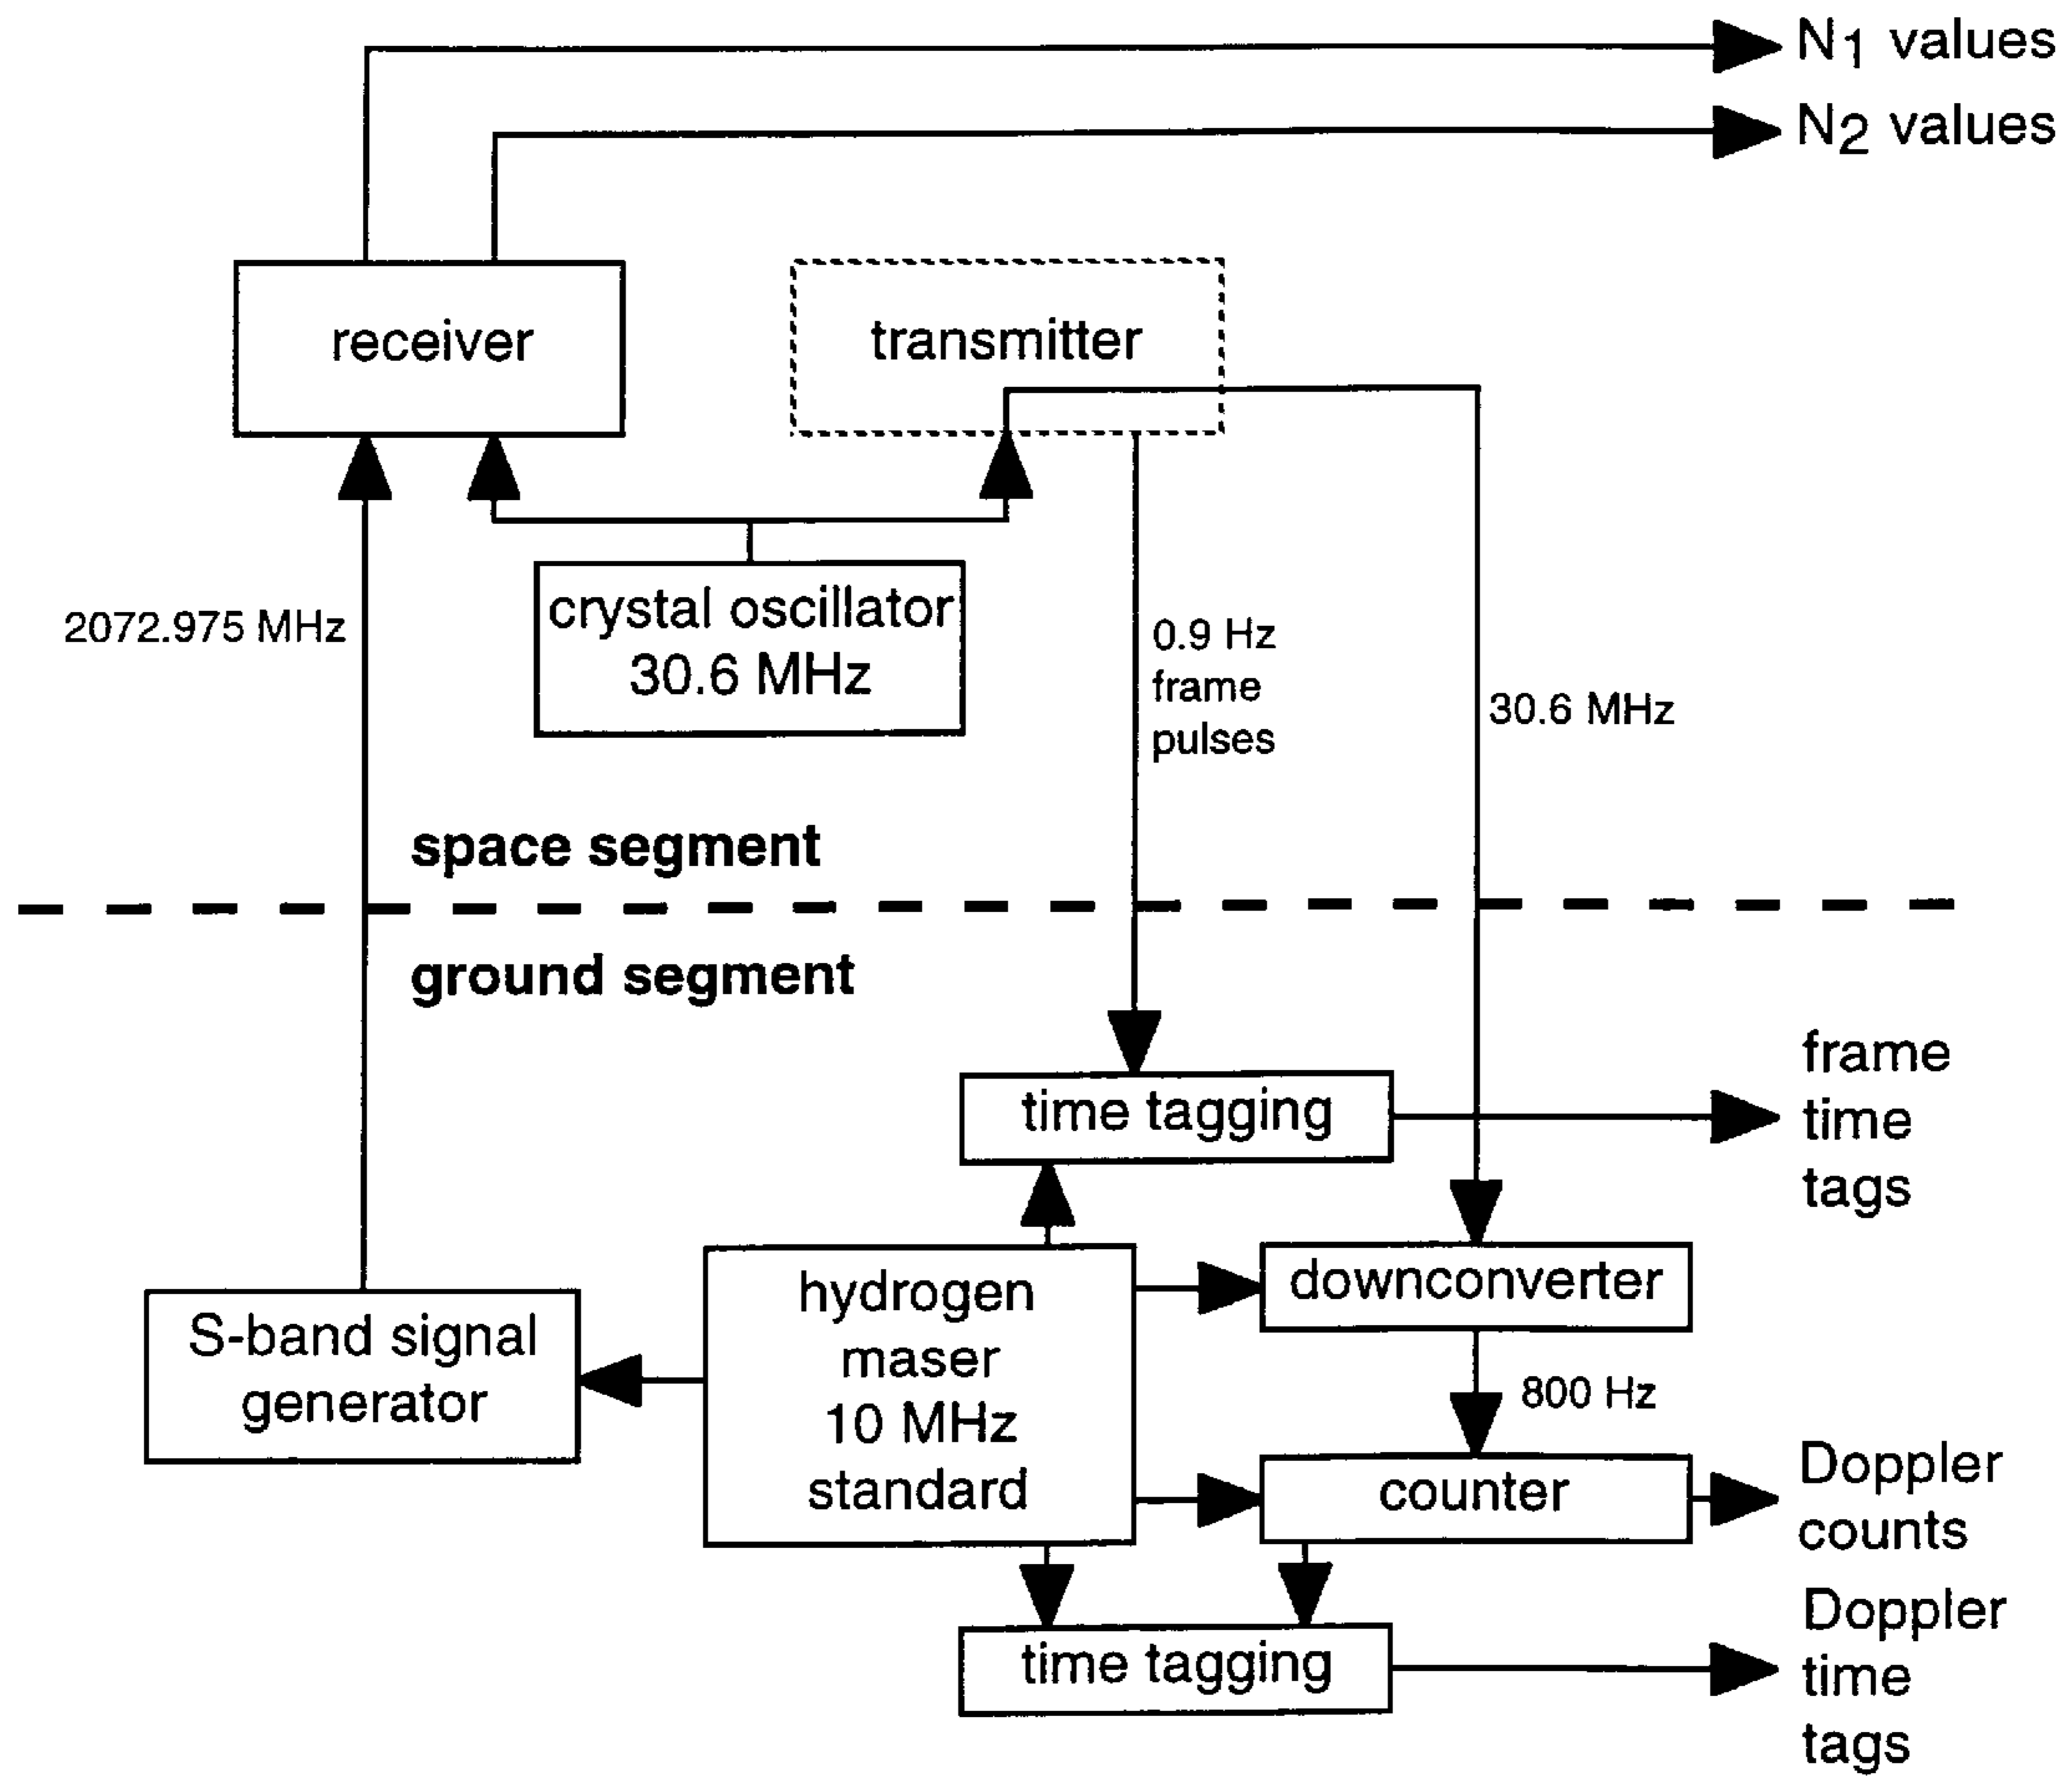 N1 values
N2 values
receiver
transmitter
crystal oscillator
30.6 MHz
2072.975 MHz
0.9 Hz
frame
pulses
30.6 MHz
space segment
ground segment
time tagging
frame
time
tags
hydrogen
maser
10 MHz
standard
downconverter
S-band signal
generator
800 Hz
counter
Doppler
counts
time tagging
Doppler
time
tags